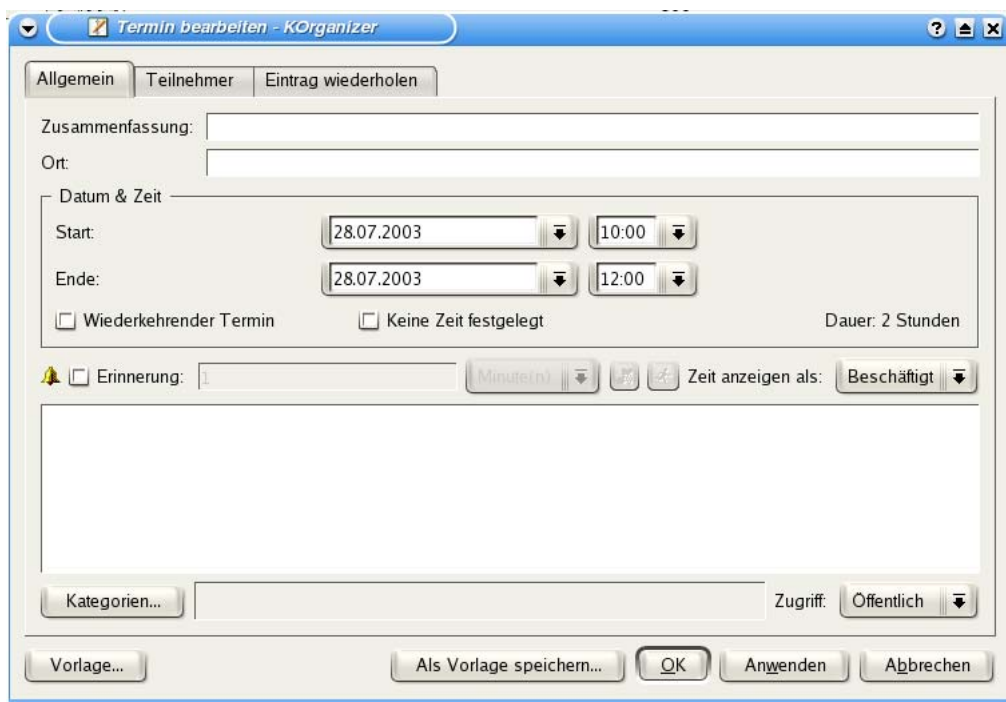 Termin bearbeiten - KOrganizer
Allgemein Teilnehmer Eintrag wiederholen
Zusammenfassung:
Ort:
Datum & Zeit
Start: 28.07.2003 10:00
Ende: 28.07.2003 12:00
Wiederkehrender Termin Keine Zeit festgelegt Dauer: 2 Stunden
Erinnerung: 1 Minute(n) Zeit anzeigen als: Beschäftigt
Kategorien... Zugriff: Öffentlich
Vorlage... Als Vorlage speichern... OK Anwenden Abbrechen